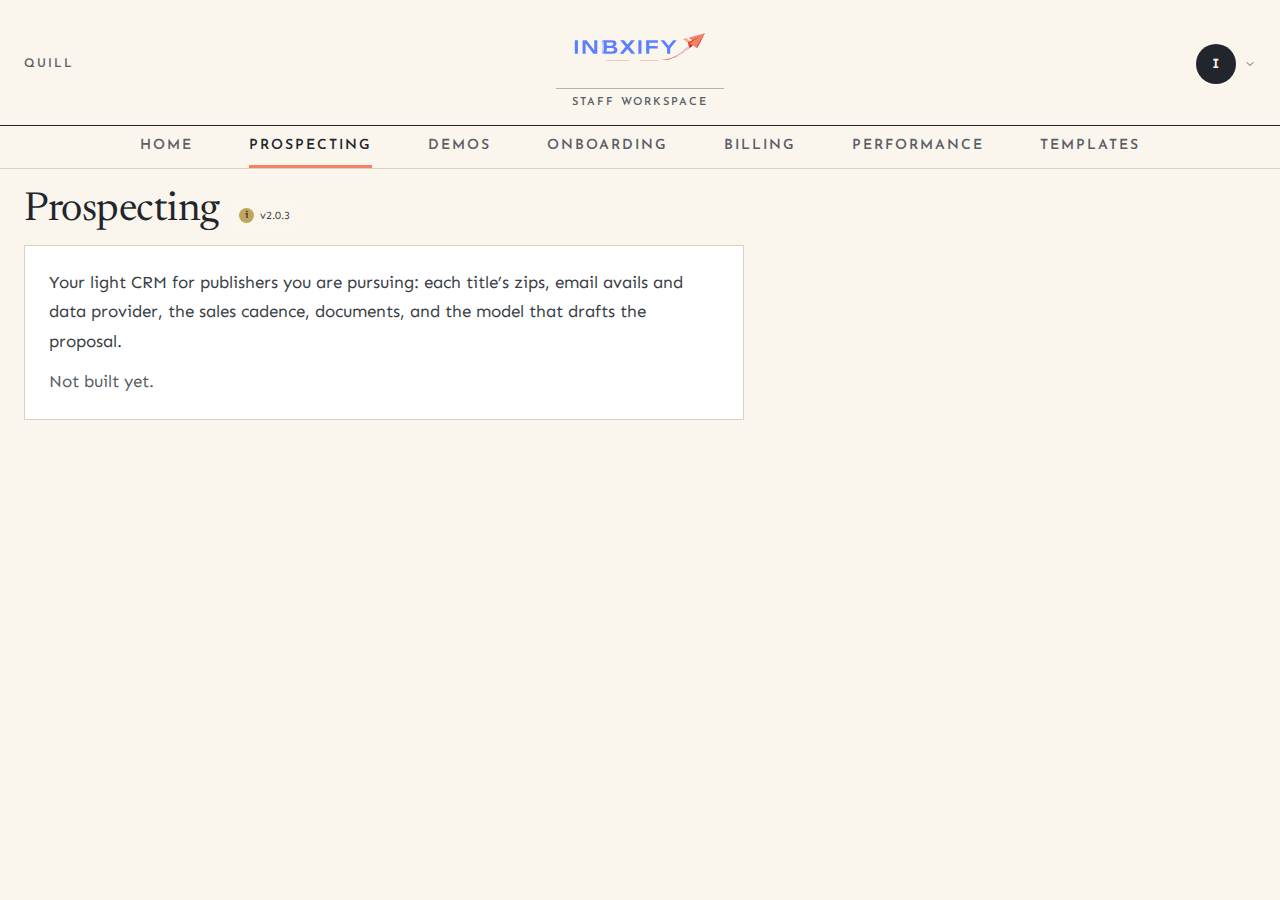 QUILL
INBXIFY
STAFF WORKSPACE
I
HOME PROSPECTING DEMOS ONBOARDING BILLING PERFORMANCE TEMPLATES
Prospecting
i v2.0.3
Your light CRM for publishers you are pursuing: each title’s zips, email avails and
data provider, the sales cadence, documents, and the model that drafts the
proposal.
Not built yet.